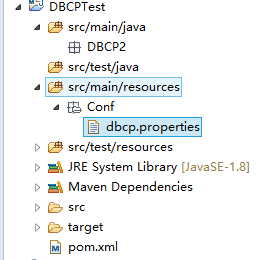 DBCPTest
src/main/java
DBCP2
src/test/java
src/main/resources
Conf
dbcp.properties
src/test/resources
JRE System Library [JavaSE-1.8]
Maven Dependencies
src
target
pom.xml